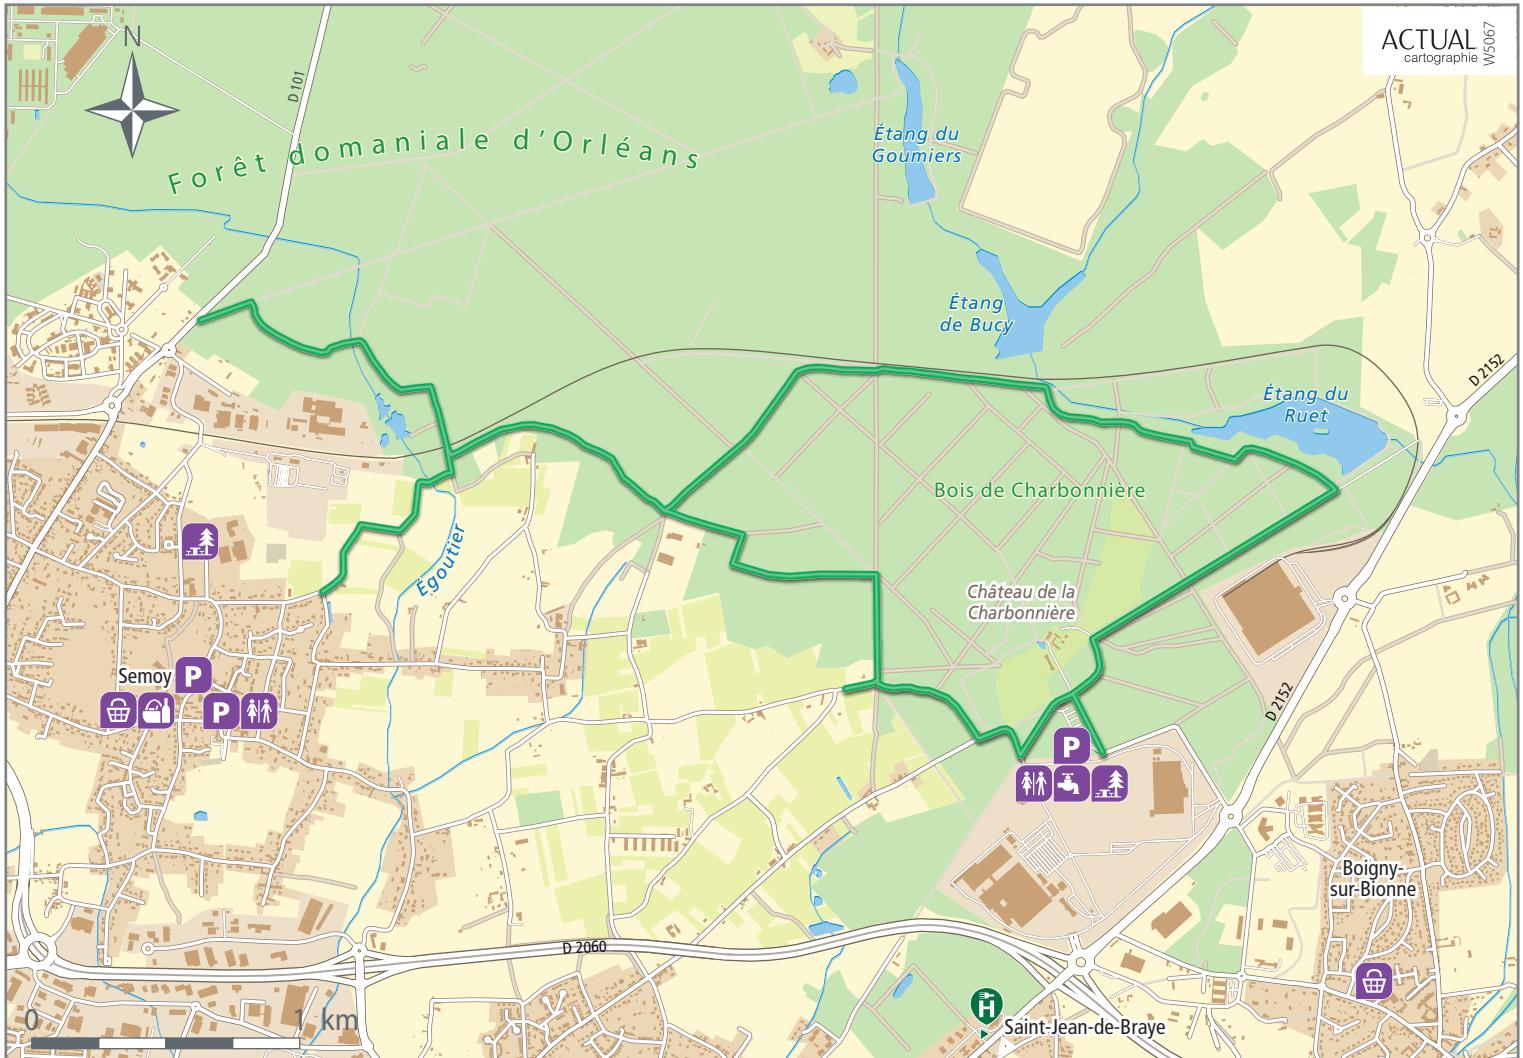 ACTUAL
cartographie
W5067
N
D 101
Forêt domaniale d'Orléans
Étang du
Goumiers
Étang
de Bucy
D 2152
Étang du
Ruet
Bois de Charbonnière
Égoutier
Château de la
Charbonnière
Semoy
P
P
D 2152
P
Boigny-
sur-Bionne
D 2060
H
Saint-Jean-de-Braye
0 1 km